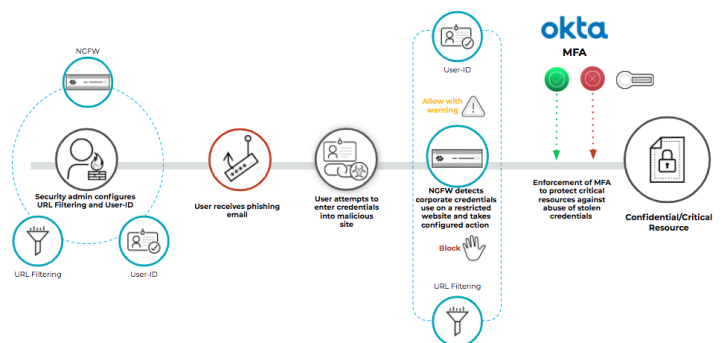 NGFW
Security admin configures
URL Filtering and User-ID
URL Filtering
User-ID
User receives phishing
email
User attempts to
enter credentials
into malicious
site
User-ID
Allow with
warning
NGFW detects
corporate credentials
use on a restricted
website and takes
configured action
Block
URL Filtering
okta
MFA
Enforcement of MFA
to protect critical
resources against
abuse of stolen
credentials
Confidential/Critical
Resource